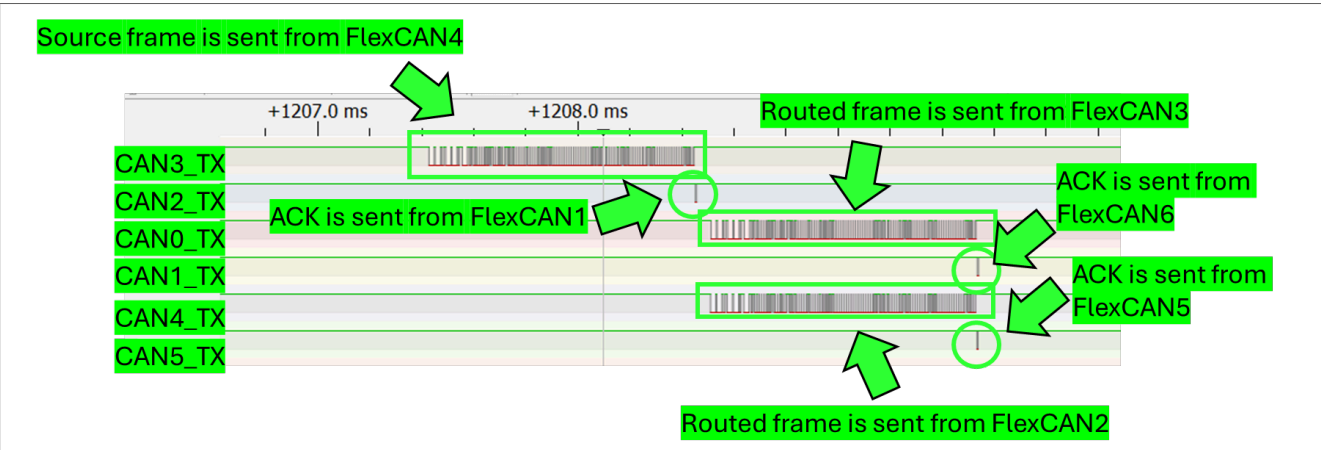 Source frame is sent from FlexCAN4
+1207.0 ms
+1208.0 ms
Routed frame is sent from FlexCAN3
CAN3_TX
ACK is sent from
FlexCAN6
CAN2_TX
ACK is sent from FlexCAN1
CAN0_TX
CAN1_TX
ACK is sent from
FlexCAN5
CAN4_TX
CAN5_TX
Routed frame is sent from FlexCAN2